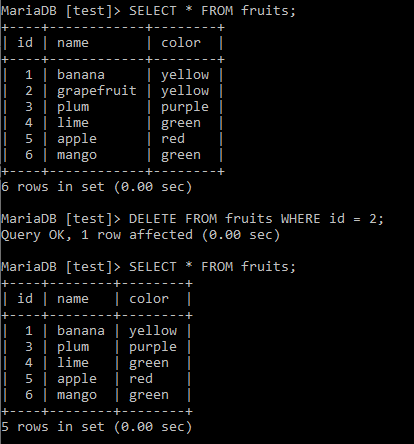 MariaDB [test]> SELECT * FROM fruits;
+----+------------+--------+
| id | name       | color  |
+----+------------+--------+
|  1 | banana     | yellow |
|  2 | grapefruit | yellow |
|  3 | plum       | purple |
|  4 | lime       | green  |
|  5 | apple      | red    |
|  6 | mango      | green  |
+----+------------+--------+
6 rows in set (0.00 sec)

MariaDB [test]> DELETE FROM fruits WHERE id = 2;
Query OK, 1 row affected (0.00 sec)

MariaDB [test]> SELECT * FROM fruits;
+----+--------+--------+
| id | name   | color  |
+----+--------+--------+
|  1 | banana | yellow |
|  3 | plum   | purple |
|  4 | lime   | green  |
|  5 | apple  | red    |
|  6 | mango  | green  |
+----+--------+--------+
5 rows in set (0.00 sec)